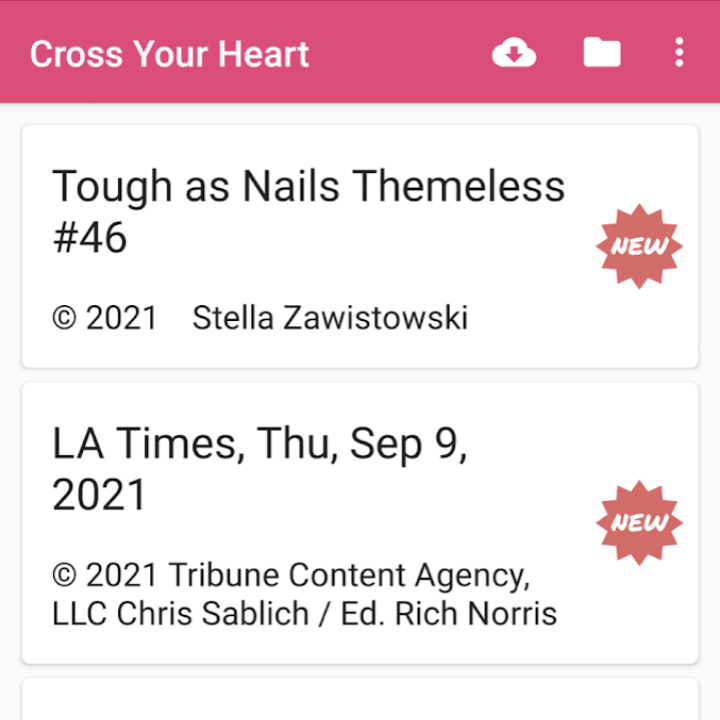 Cross Your Heart
Tough as Nails Themeless
#46
NEW
© 2021 Stella Zawistowski
LA Times, Thu, Sep 9,
2021
NEW
© 2021 Tribune Content Agency,
LLC Chris Sablich / Ed. Rich Norris